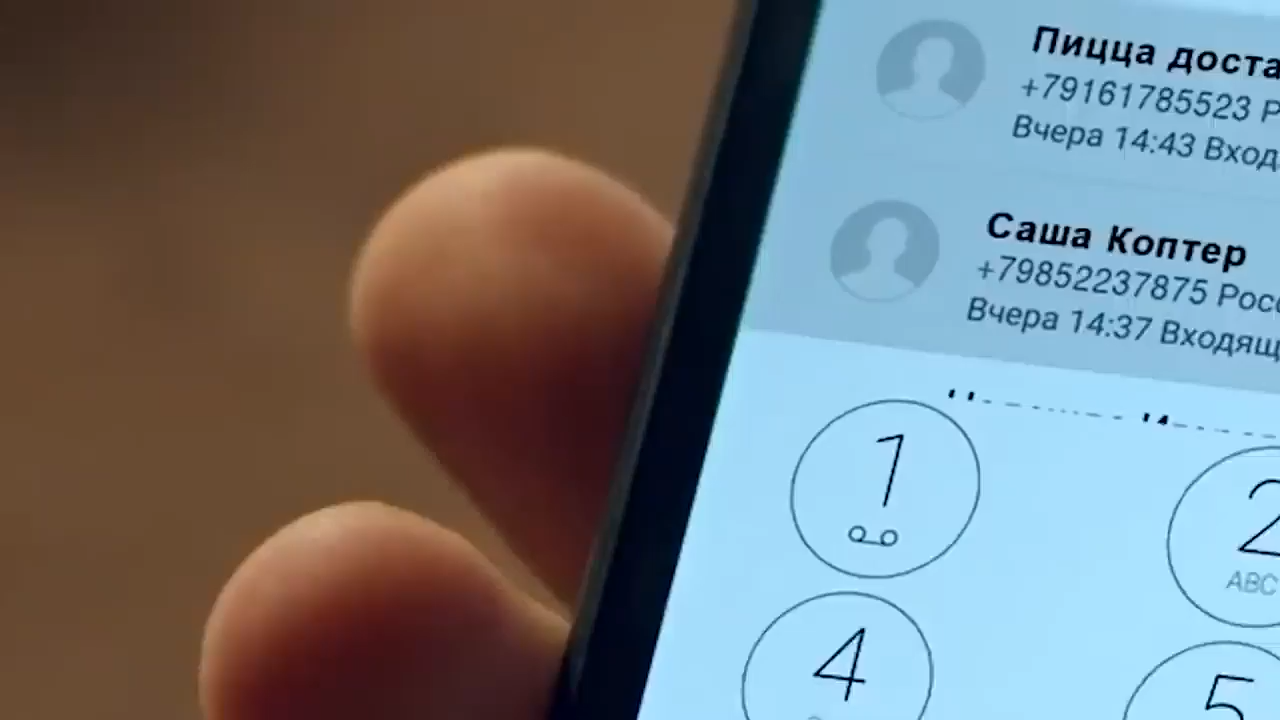 Пицца доста
+79161785523 Р
Вчера 14:43 Вход
Саша Коптер
+79852237875 Росс
Вчера 14:37 Входящ
1
2
ABC
4
5